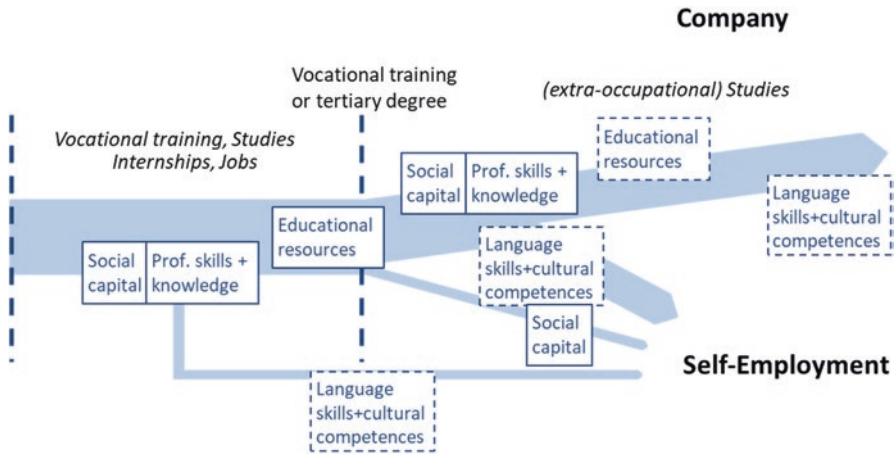 Company
Vocational training
or tertiary degree
(extra-occupational) Studies
Vocational training, Studies
Internships, Jobs
Educational
resources
Social
capital
Prof. skills +
knowledge
Language
skills+cultural
competences
Educational
resources
Social
capital
Prof. skills +
knowledge
Language
skills+cultural
competences
Social
capital
Self-Employment
Language
skills+cultural
competences